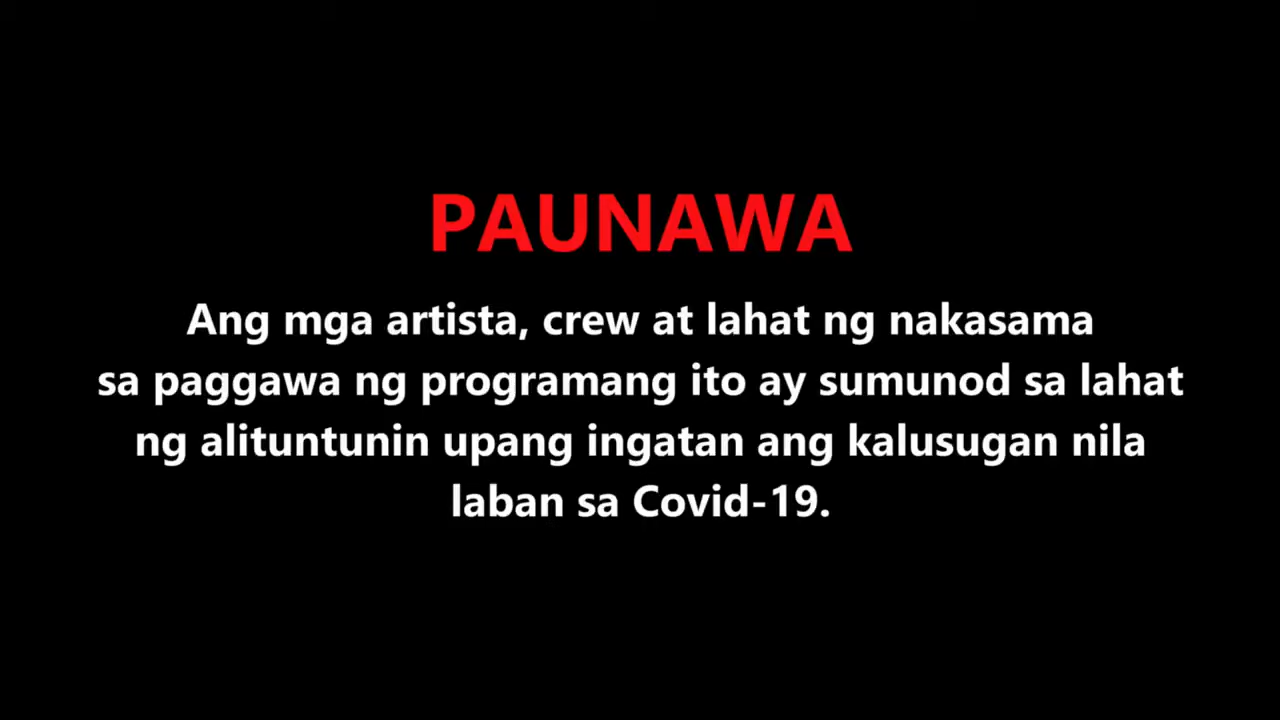 PAUNAWA
Ang mga artista, crew at lahat ng nakasama
sa paggawa ng programang ito ay sumunod sa lahat
ng alituntunin upang ingatan ang kalusugan nila
laban sa Covid-19.